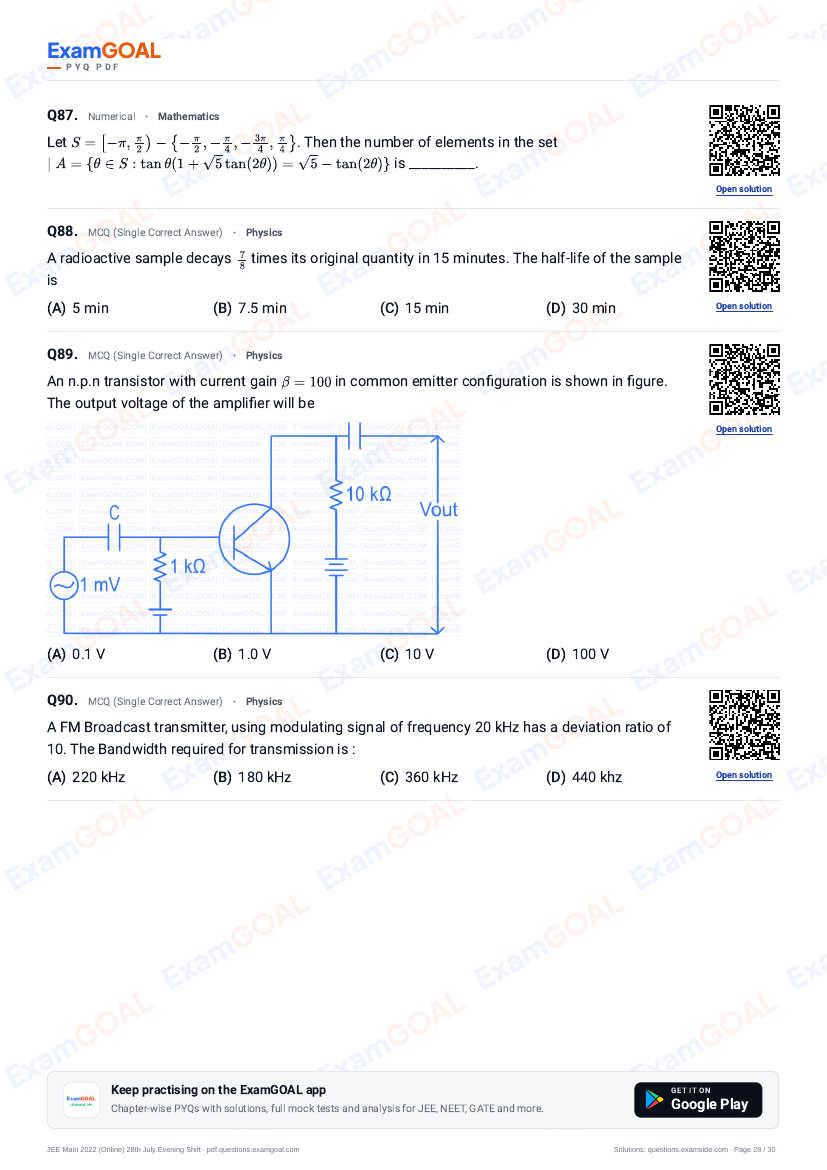 ExamGOAL
PYQ PDF
Q87. Numerical · Mathematics
Let S = [−π, π/2) − {−π/2, −π/4, −3π/4, π/4}. Then the number of elements in the set
| A = {θ ∈ S : tan θ(1 + √5 tan(2θ)) = √5 − tan(2θ)} is __________.
Open solution
Q88. MCQ (Single Correct Answer) · Physics
A radioactive sample decays 7/8 times its original quantity in 15 minutes. The half-life of the sample
is
(A) 5 min (B) 7.5 min (C) 15 min (D) 30 min
Open solution
Q89. MCQ (Single Correct Answer) · Physics
An n.p.n transistor with current gain β = 100 in common emitter configuration is shown in figure.
The output voltage of the amplifier will be
Open solution
10 kΩ
Vout
C
1 kΩ
1 mV
(A) 0.1 V (B) 1.0 V (C) 10 V (D) 100 V
Q90. MCQ (Single Correct Answer) · Physics
A FM Broadcast transmitter, using modulating signal of frequency 20 kHz has a deviation ratio of
10. The Bandwidth required for transmission is :
(A) 220 kHz (B) 180 kHz (C) 360 kHz (D) 440 khz
Open solution
Keep practising on the ExamGOAL app
Chapter-wise PYQs with solutions, full mock tests and analysis for JEE, NEET, GATE and more.
GET IT ON
Google Play
JEE Main 2022 (Online) 28th July Evening Shift · pdf.questions.examgoal.com
Solutions: questions.examside.com · Page 28 / 30